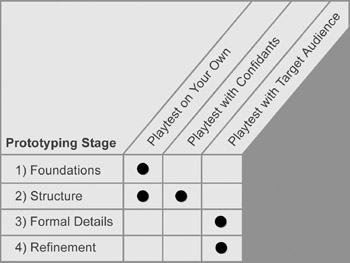 Playtest on Your Own
Playtest with Confidants
Playtest with Target Audience
Prototyping Stage
1) Foundations
2) Structure
3) Formal Details
4) Refinement